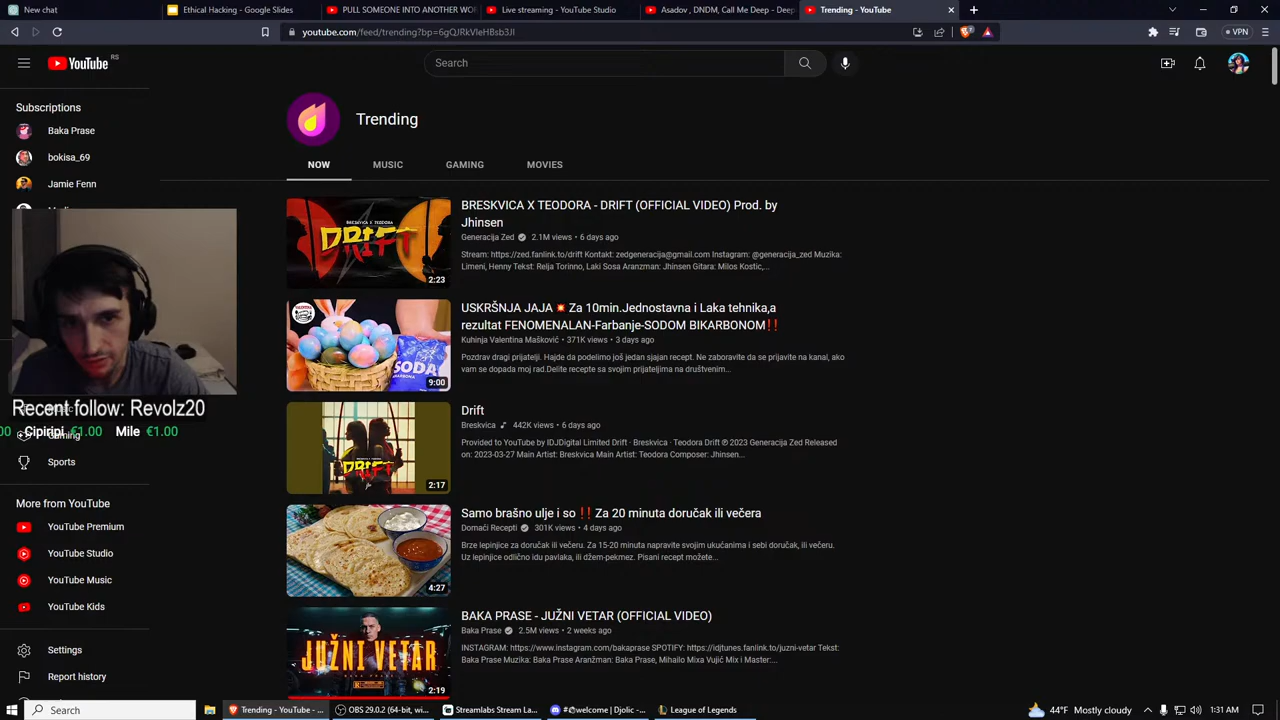 New chat
Ethical Hacking - Google Slides
PULL SOMEONE INTO ANOTHER WOR
Live streaming - YouTube Studio
Asadov , DNDM, Call Me Deep - Deep
Trending - YouTube
youtube.com/feed/trending?bp=6gQJRkVleHBsb3Jl
VPN
YouTube RS
Search
Subscriptions
Baka Prase
bokisa_69
Jamie Fenn
Recent follow: Revolz20
Cipiripi €1.00 Mile €1.00
Gaming
Sports
More from YouTube
YouTube Premium
YouTube Studio
YouTube Music
YouTube Kids
Settings
Report history
Trending
NOW
MUSIC
GAMING
MOVIES
BRESKVICA X TEODORA
DRIFT
2:23
BRESKVICA X TEODORA - DRIFT (OFFICIAL VIDEO) Prod. by
Jhinsen
Generacija Zed 2.1M views • 6 days ago
Stream: https://zed.fanlink.to/drift Kontakt: zedgeneracija@gmail.com Instagram: @generacija_zed Muzika:
Limeni, Henny Tekst: Relja Torinno, Laki Sosa Aranzman: Jhinsen Gitara: Milos Kostic,...
SODA
9:00
USKRŠNJA JAJA💥Za 10min.Jednostavna i Laka tehnika,a
rezultat FENOMENALAN-Farbanje-SODOM BIKARBONOM‼️
Kuhinja Valentina Mašković • 371K views • 3 days ago
Pozdrav dragi prijatelji. Hajde da podelimo još jedan sjajan recept. Ne zaboravite da se prijavite na kanal, ako
vam se dopada moj rad.Delite recepte sa svojim prijateljima na društvenim...
DRIFT
2:17
Drift
Breskvica 442K views • 6 days ago
Provided to YouTube by IDJDigital Limited Drift · Breskvica · Teodora Drift ℗ 2023 Generacija Zed Released
on: 2023-03-27 Main Artist: Breskvica Main Artist: Teodora Composer: Jhinsen...
4:27
Samo brašno ulje i so ‼️Za 20 minuta doručak ili večera
Domaći Recepti 301K views • 4 days ago
Brze lepinjice za doručak ili večeru. Za 15-20 minuta napravite svojim ukućanima i sebi doručak, ili večeru.
Uz lepinjice odlično idu pavlaka, ili džem-pekmez. Pisani recept možete...
JUŽNI VETAR
BAKA PRASE
2:19
BAKA PRASE - JUŽNI VETAR (OFFICIAL VIDEO)
Baka Prase 2.5M views • 2 weeks ago
INSTAGRAM: https://www.instagram.com/bakaprase SPOTIFY: https://idjtunes.fanlink.to/juzni-vetar Tekst:
Baka Prase Muzika: Baka Prase Aranžman: Baka Prase, Mihailo Mixa Vujić Mix i Master:...
Search
Trending - YouTube - ...
OBS 29.0.2 (64-bit, wi...
Streamlabs Stream La...
League of Legends
44°F Mostly cloudy
1:31 AM